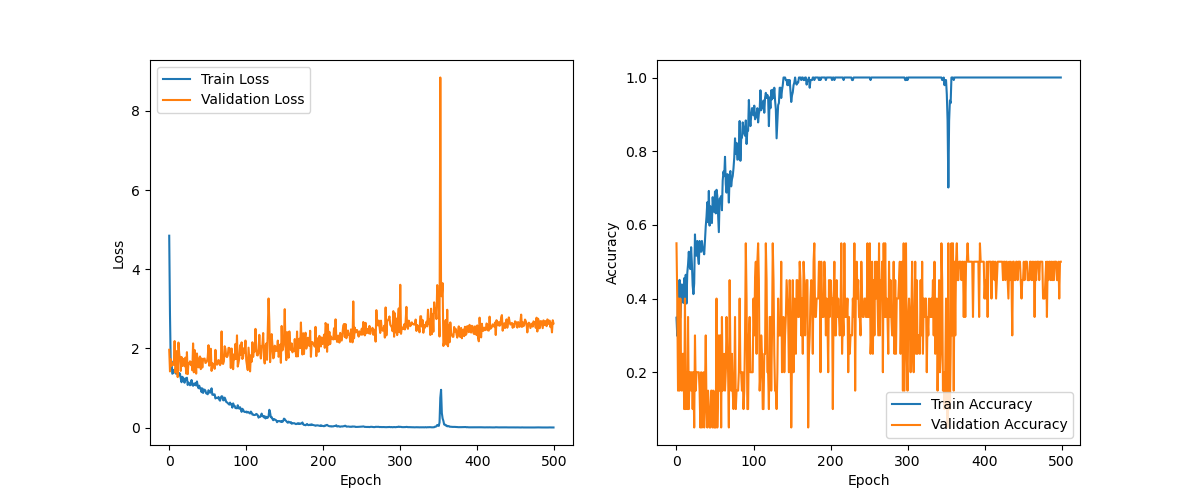 Train Loss
Validation Loss
Loss
8
6
4
2
0
0 100 200 300 400 500
Epoch
Accuracy
1.0
0.8
0.6
0.4
0.2
Train Accuracy
Validation Accuracy
0 100 200 300 400 500
Epoch